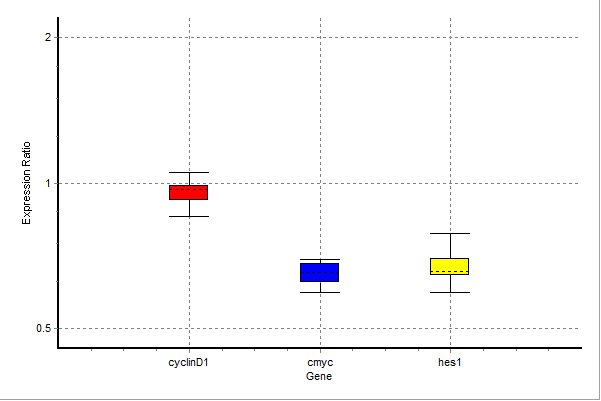 2
1
0.5
Expression Ratio
cyclinD1 cmyc hes1
Gene